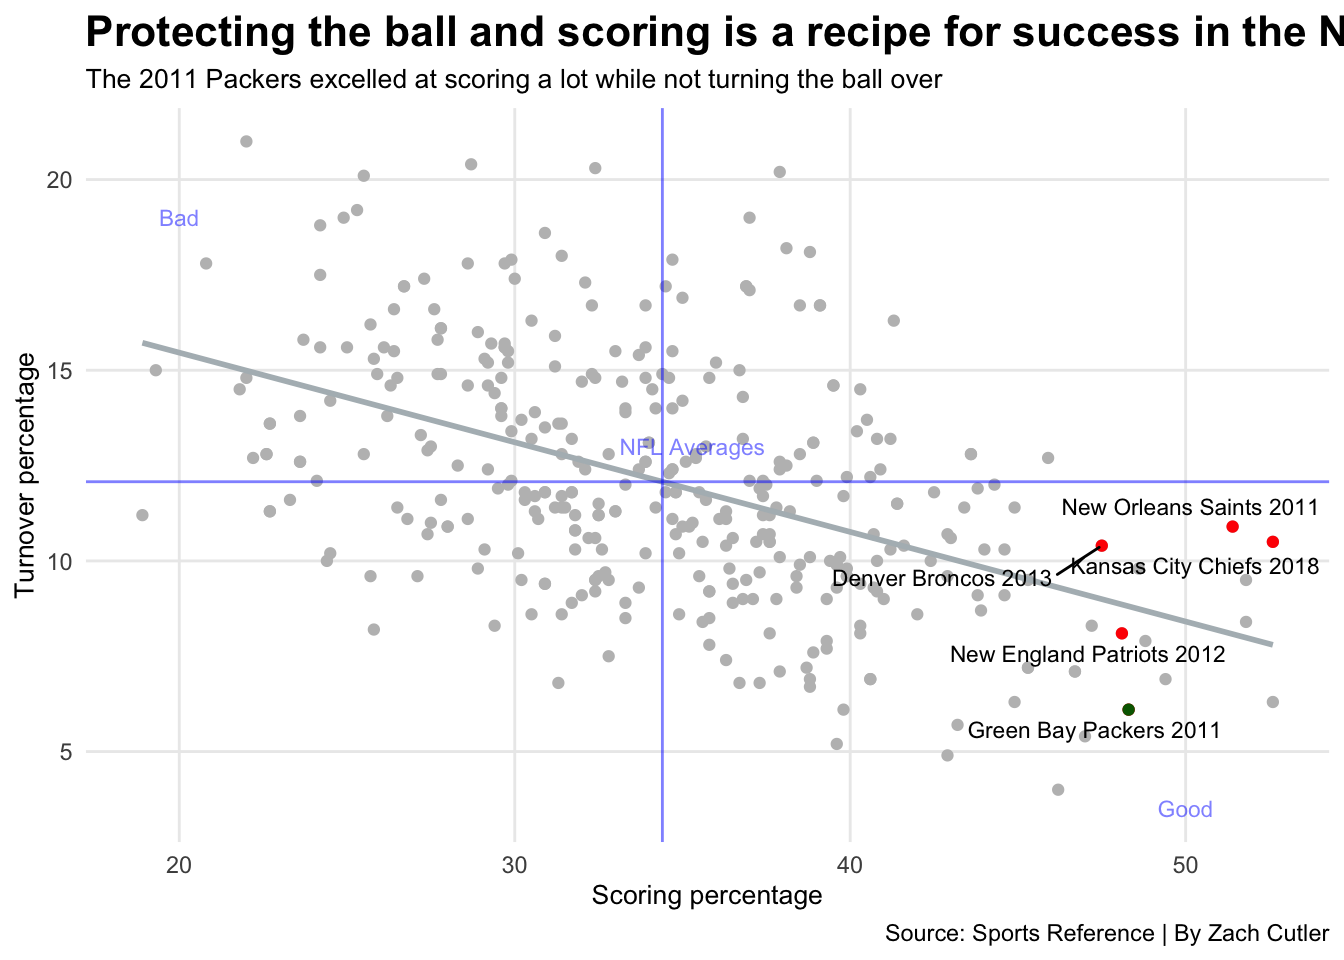 Protecting the ball and scoring is a recipe for success in the N
The 2011 Packers excelled at scoring a lot while not turning the ball over
20
Bad
15
NFL Averages
New Orleans Saints 2011
10
Kansas City Chiefs 2018
Denver Broncos 2013
New England Patriots 2012
Green Bay Packers 2011
5
Good
Turnover percentage
20
30
40
50
Scoring percentage
Source: Sports Reference | By Zach Cutler